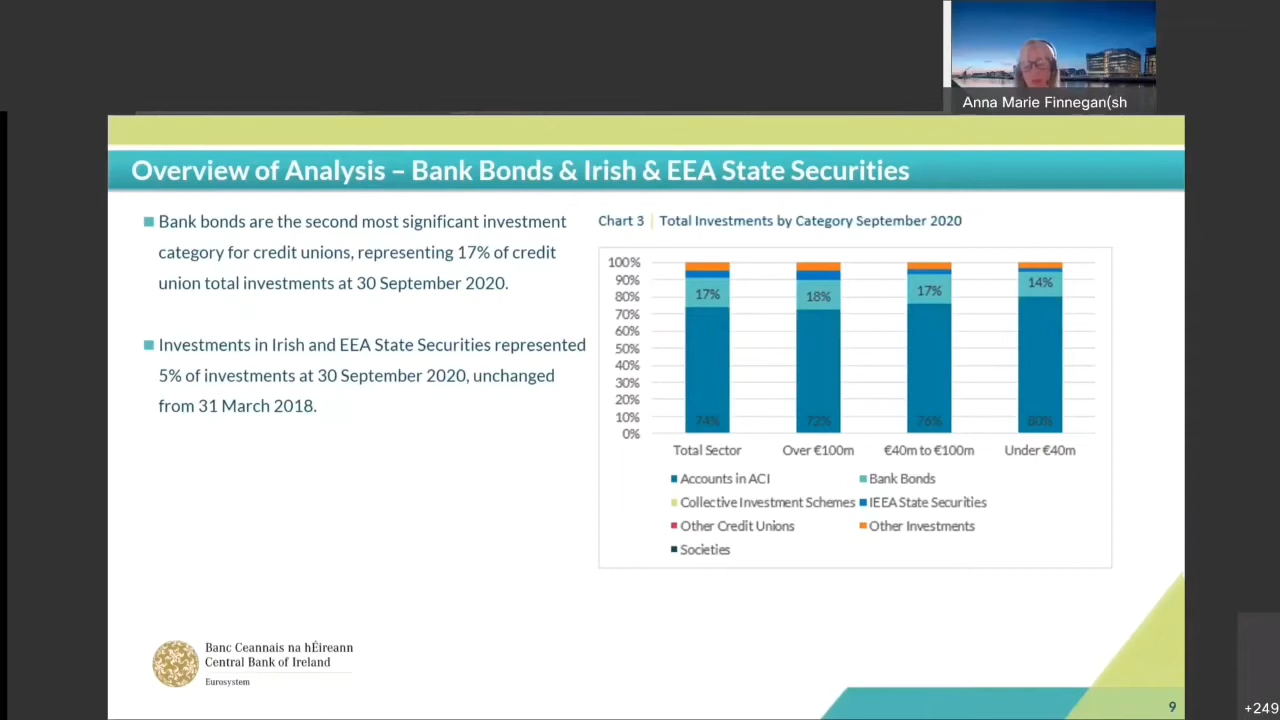 Anna Marie Finnegan(sh
Overview of Analysis – Bank Bonds & Irish & EEA State Securities
Bank bonds are the second most significant investment
category for credit unions, representing 17% of credit
union total investments at 30 September 2020.
Investments in Irish and EEA State Securities represented
5% of investments at 30 September 2020, unchanged
from 31 March 2018.
Chart 3 | Total Investments by Category September 2020
100%
90%
80%
70%
60%
50%
40%
30%
20%
10%
0%
17% 18% 17% 14%
74% 72% 76% 80%
Total Sector Over €100m €40m to €100m Under €40m
Accounts in ACI Bank Bonds
Collective Investment Schemes IEEA State Securities
Other Credit Unions Other Investments
Societies
Banc Ceannais na hÉireann
Central Bank of Ireland
Eurosystem
9
+249